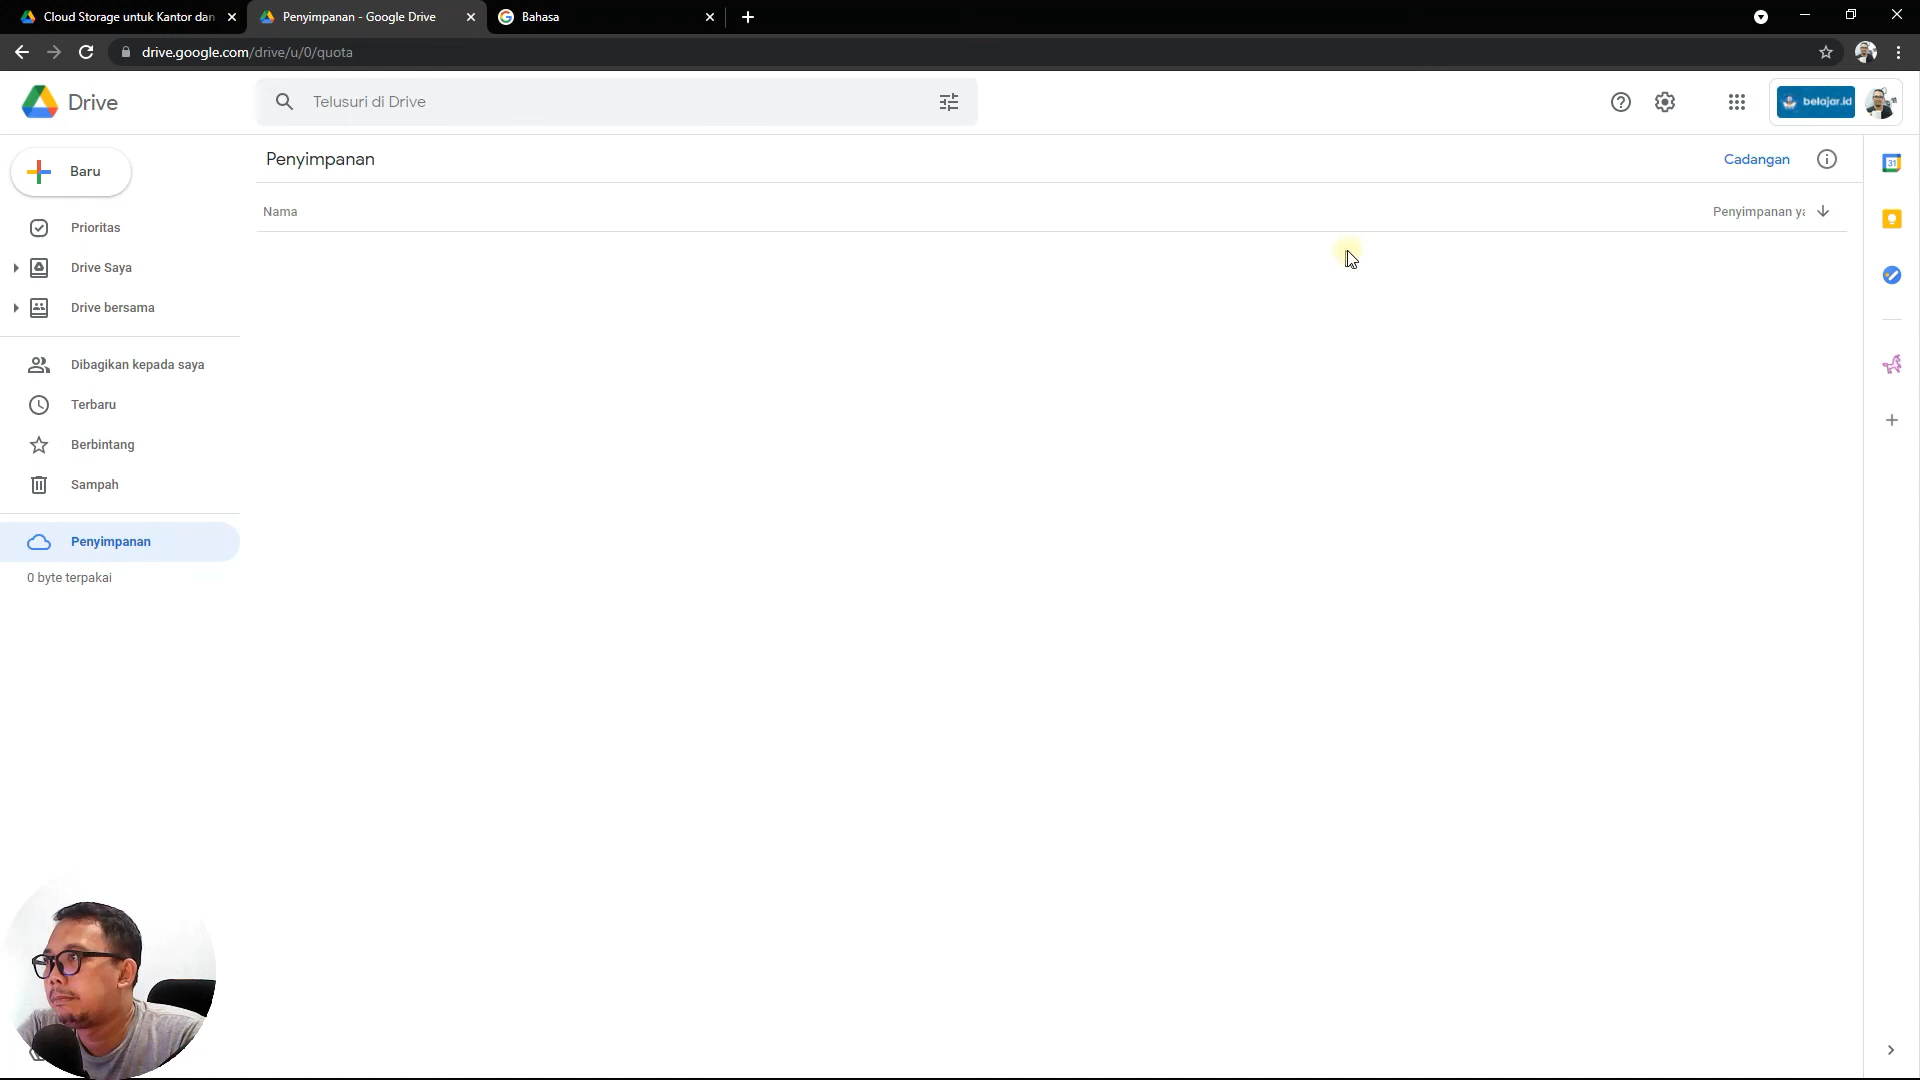 Cloud Storage untuk Kantor dan
Penyimpanan - Google Drive
Bahasa
drive.google.com/drive/u/0/quota
Drive
Telusuri di Drive
belajar.id
Baru
Penyimpanan
Cadangan
Nama
Penyimpanan ya
Prioritas
Drive Saya
Drive bersama
Dibagikan kepada saya
Terbaru
Berbintang
Sampah
Penyimpanan
0 byte terpakai
31